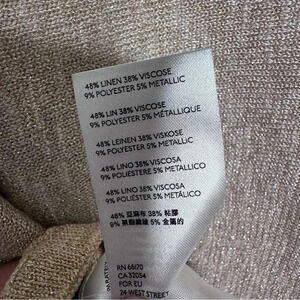 48% LINEN 38% VISCOSE
9% POLYESTER 5% METALLIC
48% LIN 38% VISCOSE
9% POLYESTER 5% MÉTALLIQUE
48% LEINEN 38% VISKOSE
9% POLYESTER 5% METALLIC
48% LINO 38% VISCOSA
9% POLIÉSTERE 5% METÁLICO
48% LINO 38% VISCOSA
9% POLIÉSTER 5% METÁLICO
48% 亞麻布 38% 粘膠
9% 聚酯纖維 5% 金屬的
RN 66170
CA 32054
FOR EU
24 WEST STREET